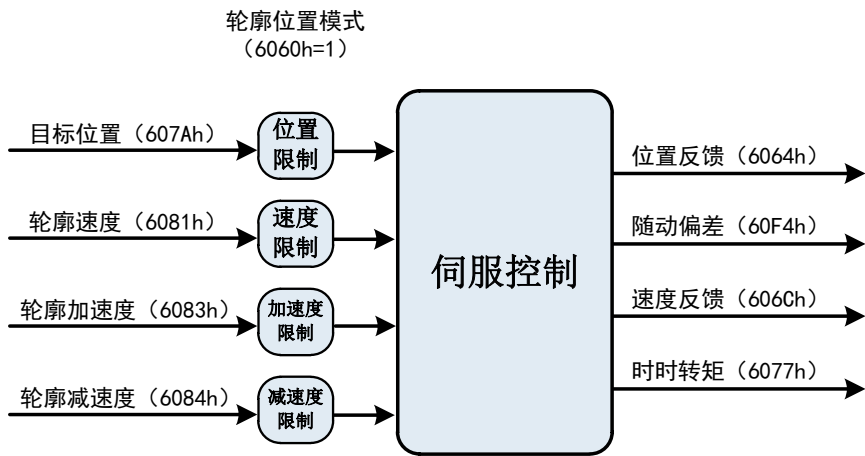 轮廓位置模式
（6060h=1）
目标位置（607Ah）
位置
限制
轮廓速度（6081h）
速度
限制
轮廓加速度（6083h）
加速度
限制
轮廓减速度（6084h）
减速度
限制
伺服控制
位置反馈（6064h）
随动偏差（60F4h）
速度反馈（606Ch）
时时转矩（6077h）